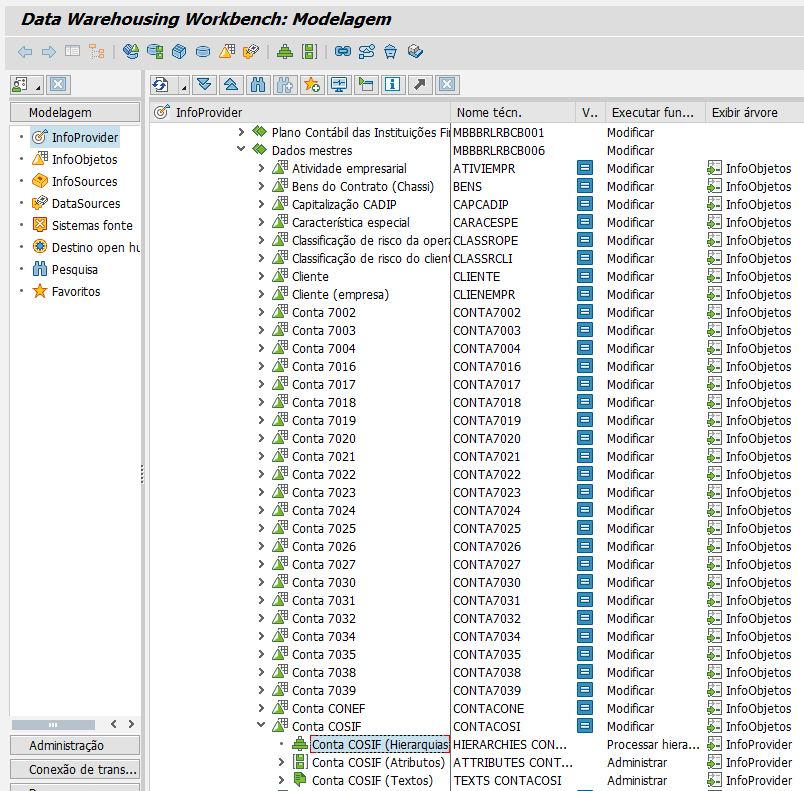 Data Warehousing Workbench: Modelagem
Modelagem
InfoProvider
InfoObjetos
InfoSources
DataSources
Sistemas fonte
Destino open hu
Pesquisa
Favoritos
Administração
Conexão de trans...
InfoProvider Nome técn. V.. Executar fun... Exibir árvore
Plano Contábil das Instituições Fi MBBBRLRBCB001 Modificar
Dados mestres MBBBRLRBCB006 Modificar
Atividade empresarial ATIVIEMPR Modificar InfoObjetos
Bens do Contrato (Chassi) BENS Modificar InfoObjetos
Capitalização CADIP CAPCADIP Modificar InfoObjetos
Característica especial CARACESPE Modificar InfoObjetos
Classificação de risco da opera CLASSROPE Modificar InfoObjetos
Classificação de risco do client CLASSRCLI Modificar InfoObjetos
Cliente CLIENTE Modificar InfoObjetos
Cliente (empresa) CLIENEMPR Modificar InfoObjetos
Conta 7002 CONTA7002 Modificar InfoObjetos
Conta 7003 CONTA7003 Modificar InfoObjetos
Conta 7004 CONTA7004 Modificar InfoObjetos
Conta 7016 CONTA7016 Modificar InfoObjetos
Conta 7017 CONTA7017 Modificar InfoObjetos
Conta 7018 CONTA7018 Modificar InfoObjetos
Conta 7019 CONTA7019 Modificar InfoObjetos
Conta 7020 CONTA7020 Modificar InfoObjetos
Conta 7021 CONTA7021 Modificar InfoObjetos
Conta 7022 CONTA7022 Modificar InfoObjetos
Conta 7023 CONTA7023 Modificar InfoObjetos
Conta 7024 CONTA7024 Modificar InfoObjetos
Conta 7025 CONTA7025 Modificar InfoObjetos
Conta 7026 CONTA7026 Modificar InfoObjetos
Conta 7027 CONTA7027 Modificar InfoObjetos
Conta 7030 CONTA7030 Modificar InfoObjetos
Conta 7031 CONTA7031 Modificar InfoObjetos
Conta 7032 CONTA7032 Modificar InfoObjetos
Conta 7034 CONTA7034 Modificar InfoObjetos
Conta 7035 CONTA7035 Modificar InfoObjetos
Conta 7038 CONTA7038 Modificar InfoObjetos
Conta 7039 CONTA7039 Modificar InfoObjetos
Conta CONEF CONTACONE Modificar InfoObjetos
Conta COSIF CONTACOSI Modificar InfoObjetos
Conta COSIF (Hierarquias HIERARCHIES CON... Processar hiera... InfoProvider
Conta COSIF (Atributos) ATTRIBUTES CONT... Administrar InfoProvider
Conta COSIF (Textos) TEXTS CONTACOSI Administrar InfoProvider